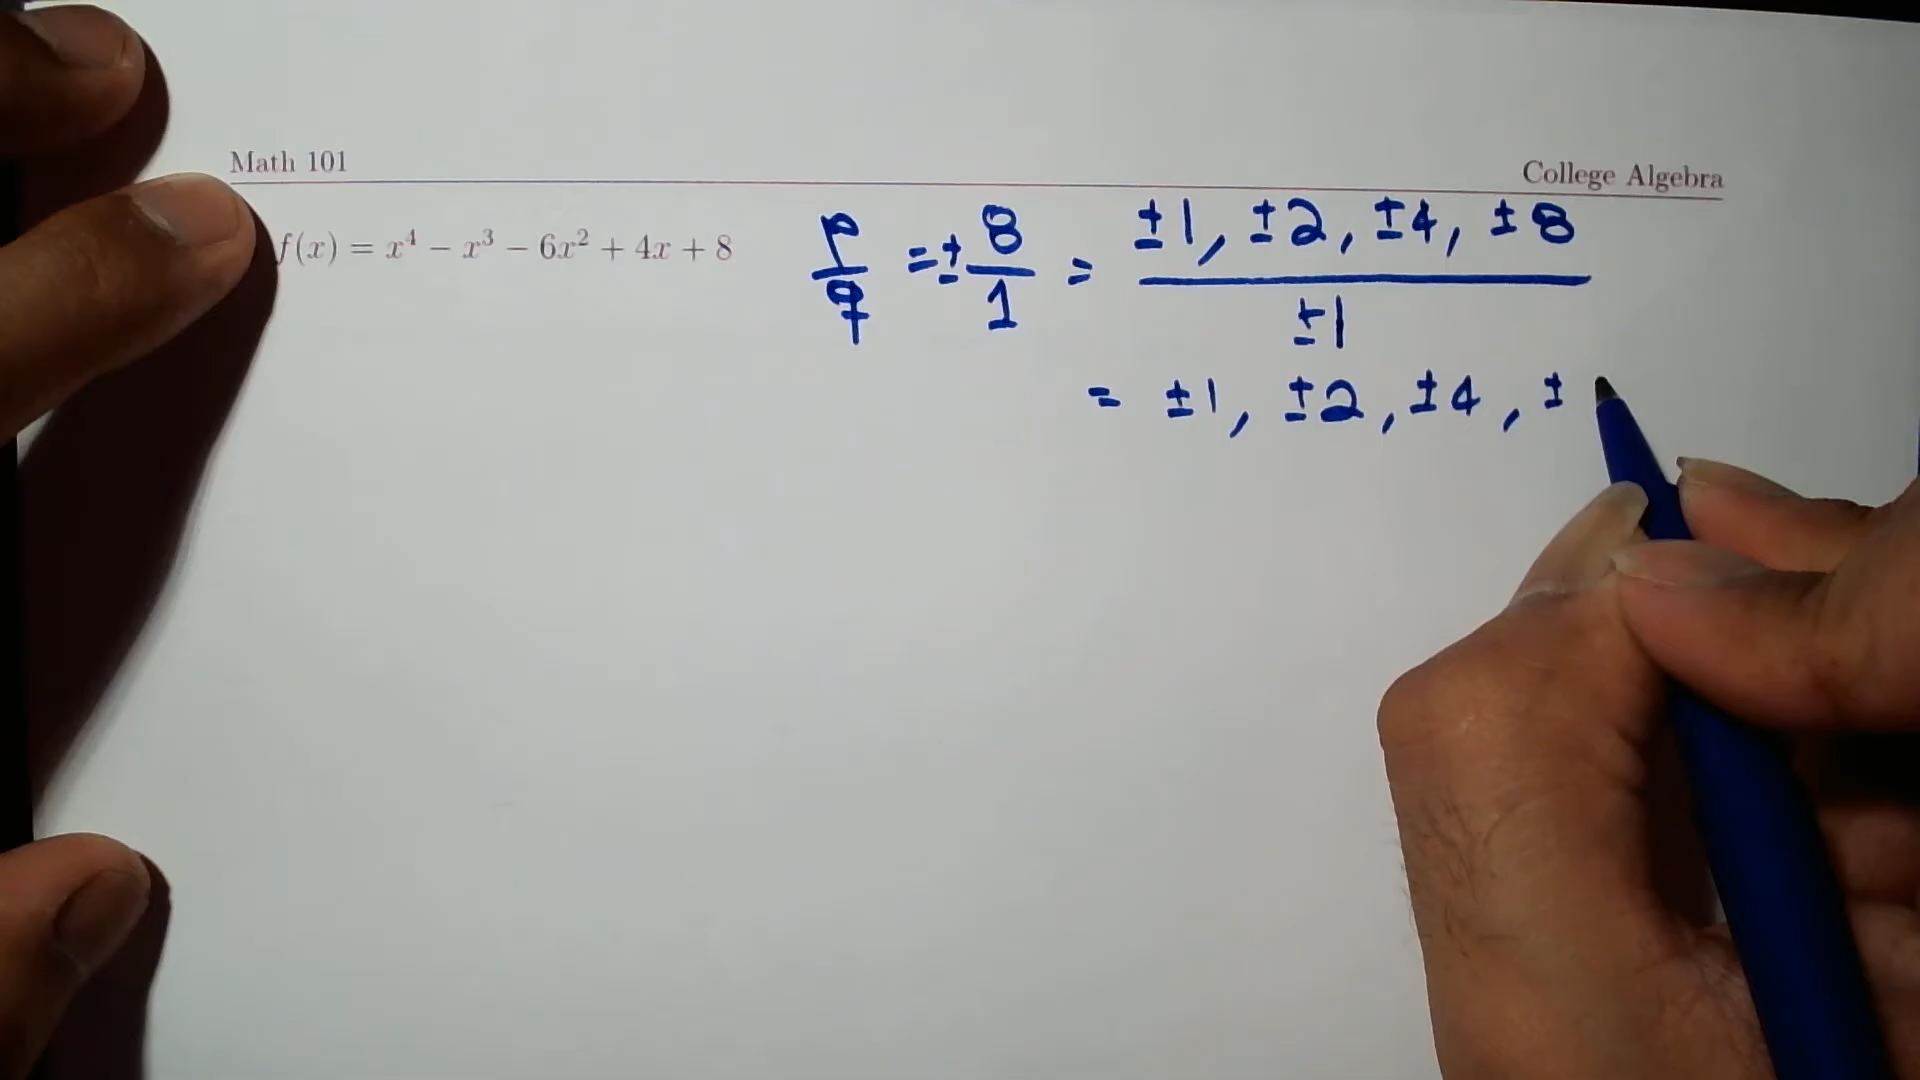 Math 101 College Algebra
f(x) = x⁴ − x³ − 6x² + 4x + 8
p/q = ± 8/1 = ±1, ±2, ±4, ±8 / ±1
= ±1, ±2, ±4, ±